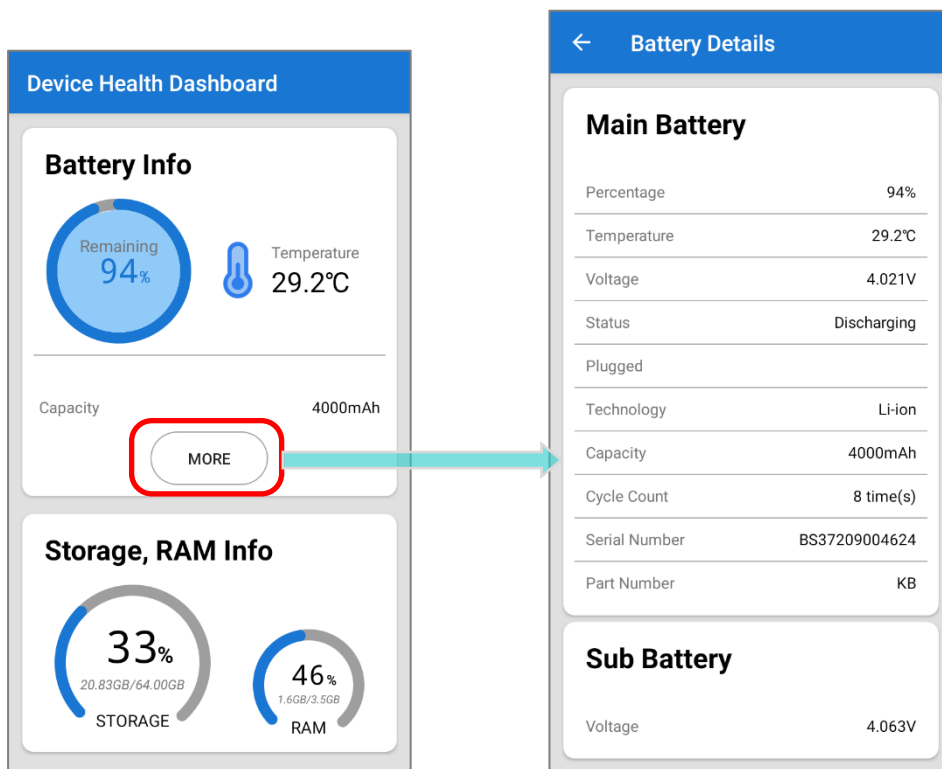 Device Health Dashboard
Battery Info
Remaining
94%
Temperature
29.2℃
Capacity 4000mAh
MORE
Storage, RAM Info
33%
20.83GB/64.00GB
STORAGE
46%
1.6GB/3.5GB
RAM
Battery Details
Main Battery
Percentage 94%
Temperature 29.2℃
Voltage 4.021V
Status Discharging
Plugged
Technology Li-ion
Capacity 4000mAh
Cycle Count 8 time(s)
Serial Number BS37209004624
Part Number KB
Sub Battery
Voltage 4.063V